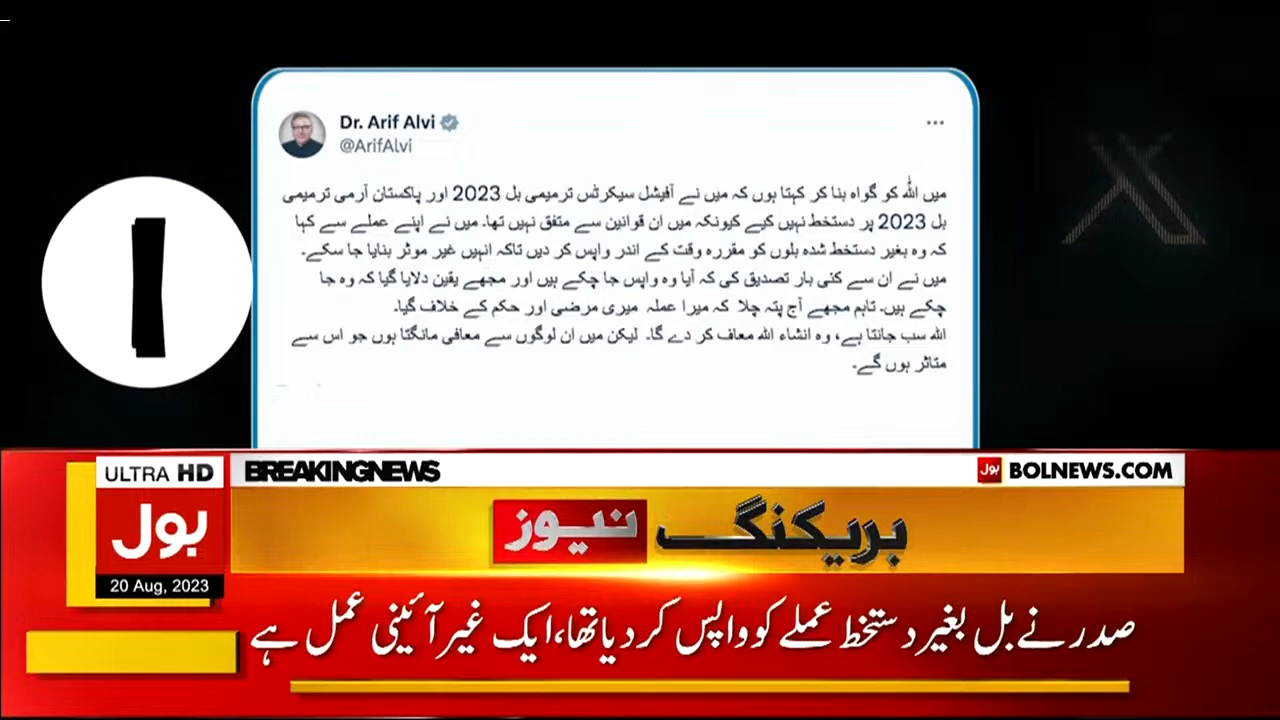 Dr. Arif Alvi
@ArifAlvi
میں اللّٰہ کو گواہ بنا کر کہتا ہوں کہ میں نے آفیشل سیکرٹس ترمیمی بل 2023 اور پاکستان آرمی ترمیمی
بل 2023 پر دستخط نہیں کیے کیونکہ میں ان قوانین سے متفق نہیں تھا۔ میں نے اپنے عملے سے کہا
کہ وہ بغیر دستخط شدہ بلوں کو مقررہ وقت کے اندر واپس کر دیں تاکہ انہیں غیر موثر بنایا جا سکے۔
میں نے ان سے کئی بار تصدیق کی کہ آیا وہ واپس جا چکے ہیں اور مجھے یقین دلایا گیا کہ وہ جا
چکے ہیں۔ تاہم مجھے آج پتہ چلا کہ میرا عملہ میری مرضی اور حکم کے خلاف گیا۔
اللہ سب جانتا ہے، وہ انشاء اللہ معاف کر دے گا۔ لیکن میں ان لوگوں سے معافی مانگتا ہوں جو اس سے
متاثر ہوں گے۔
ULTRA HD
BREAKINGNEWS
بول BOLNEWS.COM
بول
بریکنگ نیوز
20 Aug, 2023
صدر نے بل بغیر دستخط عملے کو واپس کر دیا تھا، ایک غیر آئینی عمل ہے